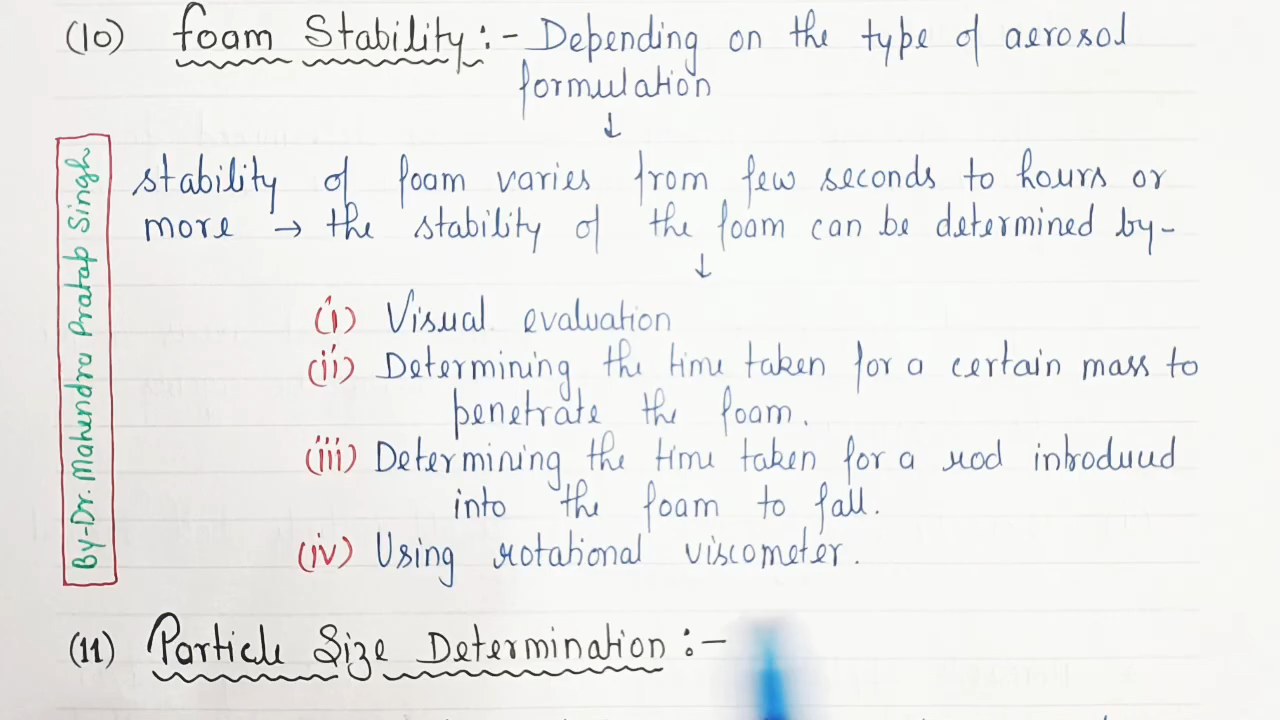 (10) foam Stability :- Depending on the type of aerosol
formulation
↓
stability of foam varies from few seconds to hours or
more → the stability of the foam can be determined by-
↓
(i) Visual evaluation
(ii) Determining the time taken for a certain mass to
penetrate the foam.
(iii) Determining the time taken for a rod introduced
into the foam to fall.
(iv) Using rotational viscometer.
(11) Particle Size Determination :-
By-Dr. Mahendra Pratap Singh